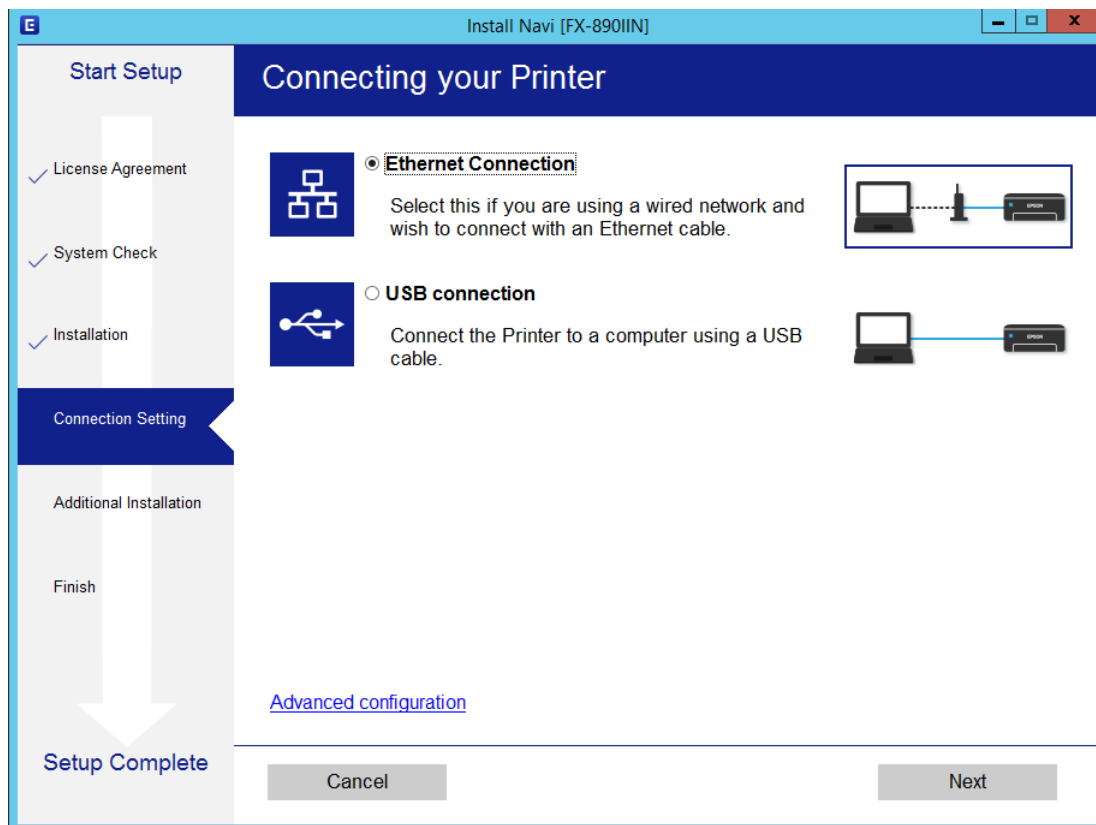 Install Navi [FX-890IIN]
Start Setup
License Agreement
System Check
Installation
Connection Setting
Additional Installation
Finish
Setup Complete
Connecting your Printer
Ethernet Connection
Select this if you are using a wired network and
wish to connect with an Ethernet cable.
EPSON
USB connection
Connect the Printer to a computer using a USB
cable.
EPSON
Advanced configuration
Cancel
Next